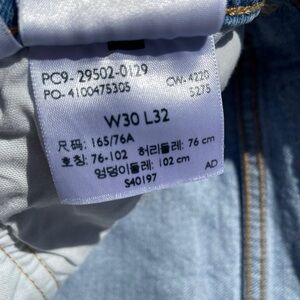 PC9- 29502-0129
PO- 4100475305
CW- 4220
5275
W30 L32
尺码: 165/76A
호칭: 76-102 허리둘레: 76 cm
엉덩이둘레: 102 cm
AD
S40197